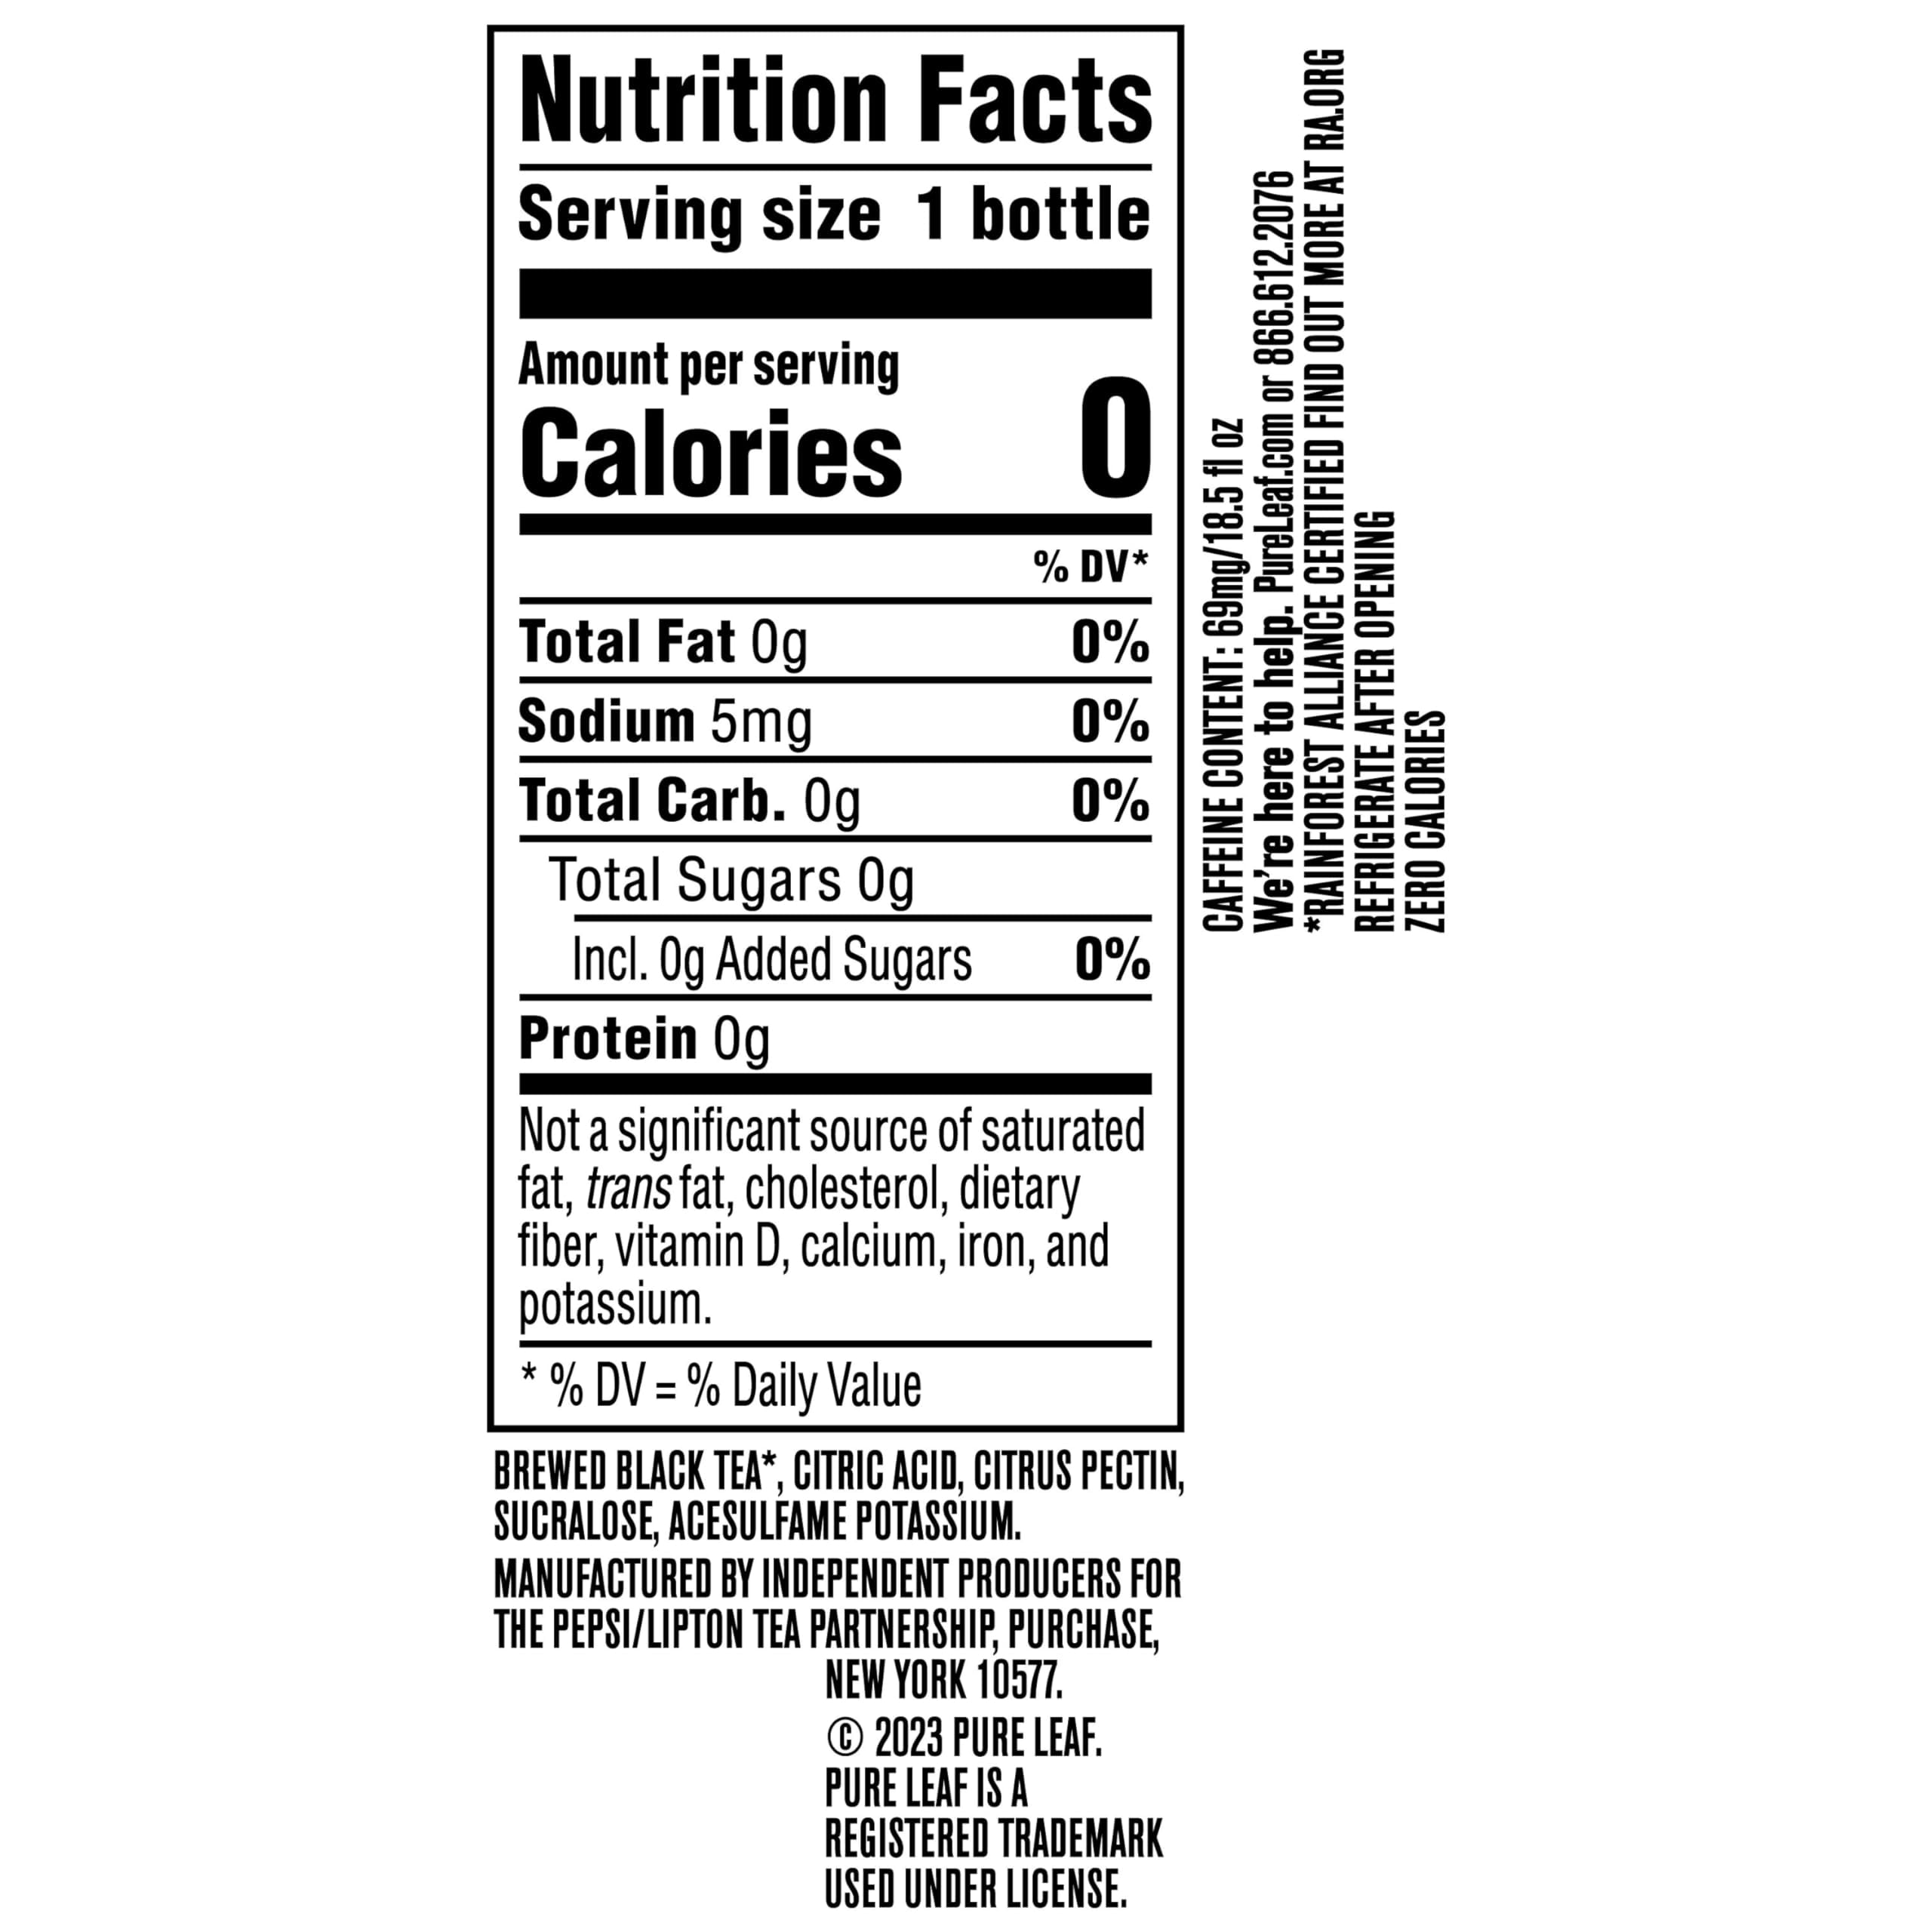 Nutrition Facts
Serving size 1 bottle
Amount per serving
Calories 0
% DV*
Total Fat 0g 0%
Sodium 5mg 0%
Total Carb. 0g 0%
Total Sugars 0g
Incl. 0g Added Sugars 0%
Protein 0g
Not a significant source of saturated
fat, trans fat, cholesterol, dietary
fiber, vitamin D, calcium, iron, and
potassium.
* % DV = % Daily Value
BREWED BLACK TEA*, CITRIC ACID, CITRUS PECTIN,
SUCRALOSE, ACESULFAME POTASSIUM.
MANUFACTURED BY INDEPENDENT PRODUCERS FOR
THE PEPSI/LIPTON TEA PARTNERSHIP, PURCHASE,
NEW YORK 10577.
© 2023 PURE LEAF.
PURE LEAF IS A
REGISTERED TRADEMARK
USED UNDER LICENSE.
CAFFEINE CONTENT: 69mg/18.5 fl oz
We're here to help. PureLeaf.com or 866.612.2076
*RAINFOREST ALLIANCE CERTIFIED FIND OUT MORE AT RA.ORG
REFRIGERATE AFTER OPENING
ZERO CALORIES